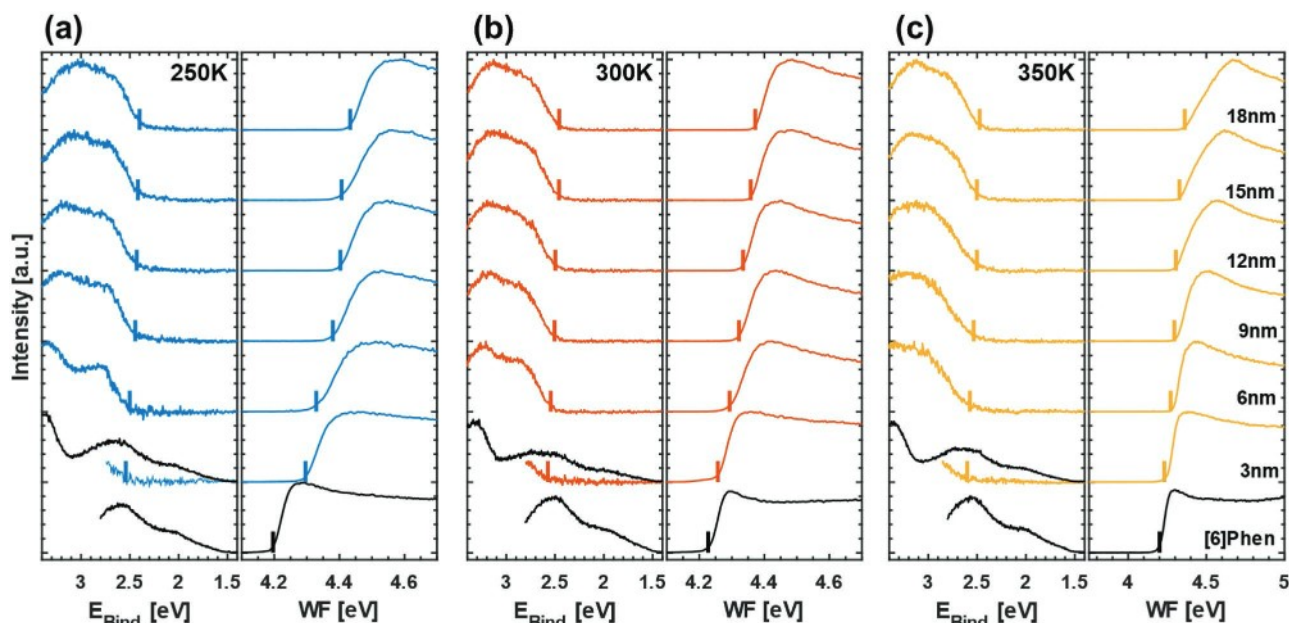 (a)
(b)
(c)
250K
300K
350K
18nm
15nm
12nm
9nm
6nm
3nm
[6]Phen
Intensity [a.u.]
3 2.5 2 1.5 4.2 4.4 4.6
3 2.5 2 1.5 4.2 4.4 4.6
3 2.5 2 1.5 4 4.5 5
E_Bind [eV] WF [eV]
E_Bind [eV] WF [eV]
E_Bind [eV] WF [eV]